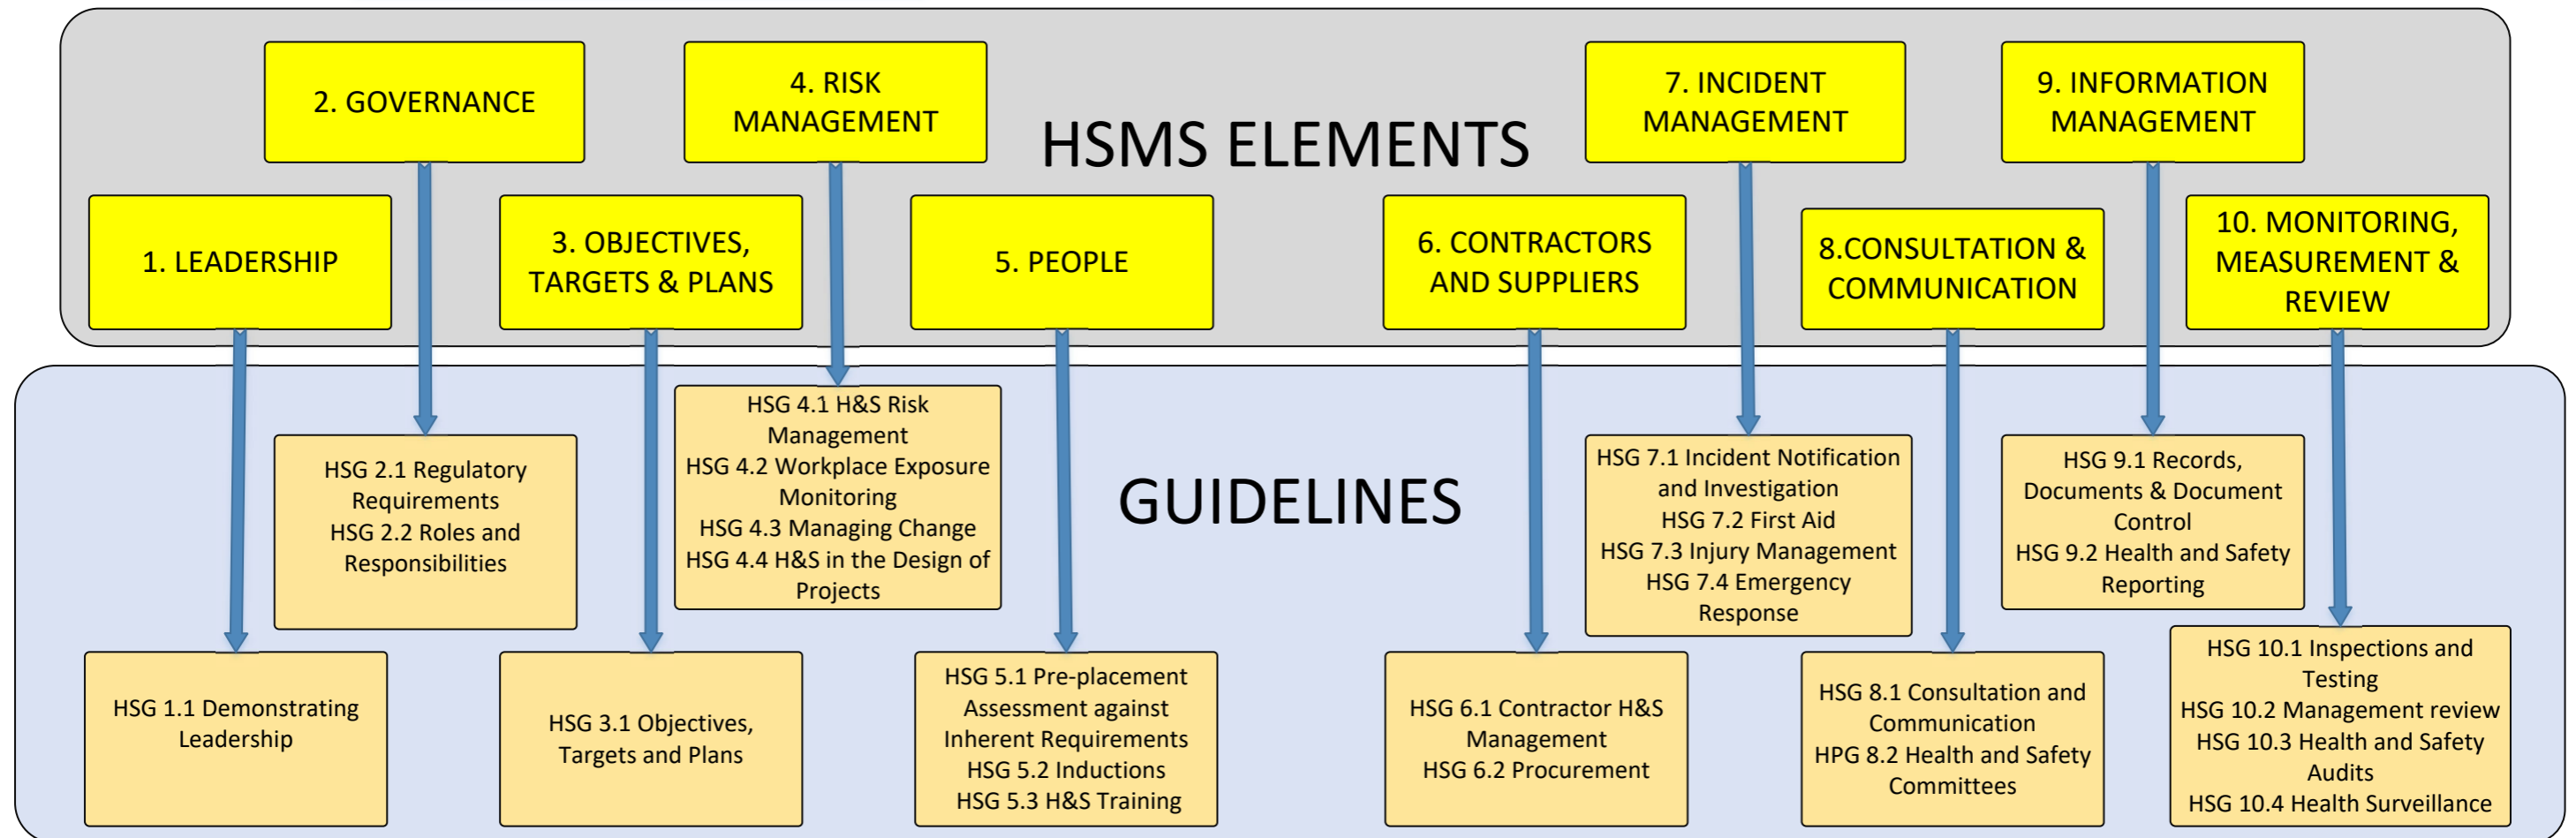 2. GOVERNANCE
4. RISK
MANAGEMENT
HSMS ELEMENTS
7. INCIDENT
MANAGEMENT
9. INFORMATION
MANAGEMENT
1. LEADERSHIP
3. OBJECTIVES,
TARGETS & PLANS
5. PEOPLE
6. CONTRACTORS
AND SUPPLIERS
8.CONSULTATION &
COMMUNICATION
10. MONITORING,
MEASUREMENT &
REVIEW
GUIDELINES
HSG 2.1 Regulatory
Requirements
HSG 2.2 Roles and
Responsibilities
HSG 4.1 H&S Risk
Management
HSG 4.2 Workplace Exposure
Monitoring
HSG 4.3 Managing Change
HSG 4.4 H&S in the Design of
Projects
HSG 7.1 Incident Notification
and Investigation
HSG 7.2 First Aid
HSG 7.3 Injury Management
HSG 7.4 Emergency
Response
HSG 9.1 Records,
Documents & Document
Control
HSG 9.2 Health and Safety
Reporting
HSG 1.1 Demonstrating
Leadership
HSG 3.1 Objectives,
Targets and Plans
HSG 5.1 Pre-placement
Assessment against
Inherent Requirements
HSG 5.2 Inductions
HSG 5.3 H&S Training
HSG 6.1 Contractor H&S
Management
HSG 6.2 Procurement
HSG 8.1 Consultation and
Communication
HPG 8.2 Health and Safety
Committees
HSG 10.1 Inspections and
Testing
HSG 10.2 Management review
HSG 10.3 Health and Safety
Audits
HSG 10.4 Health Surveillance